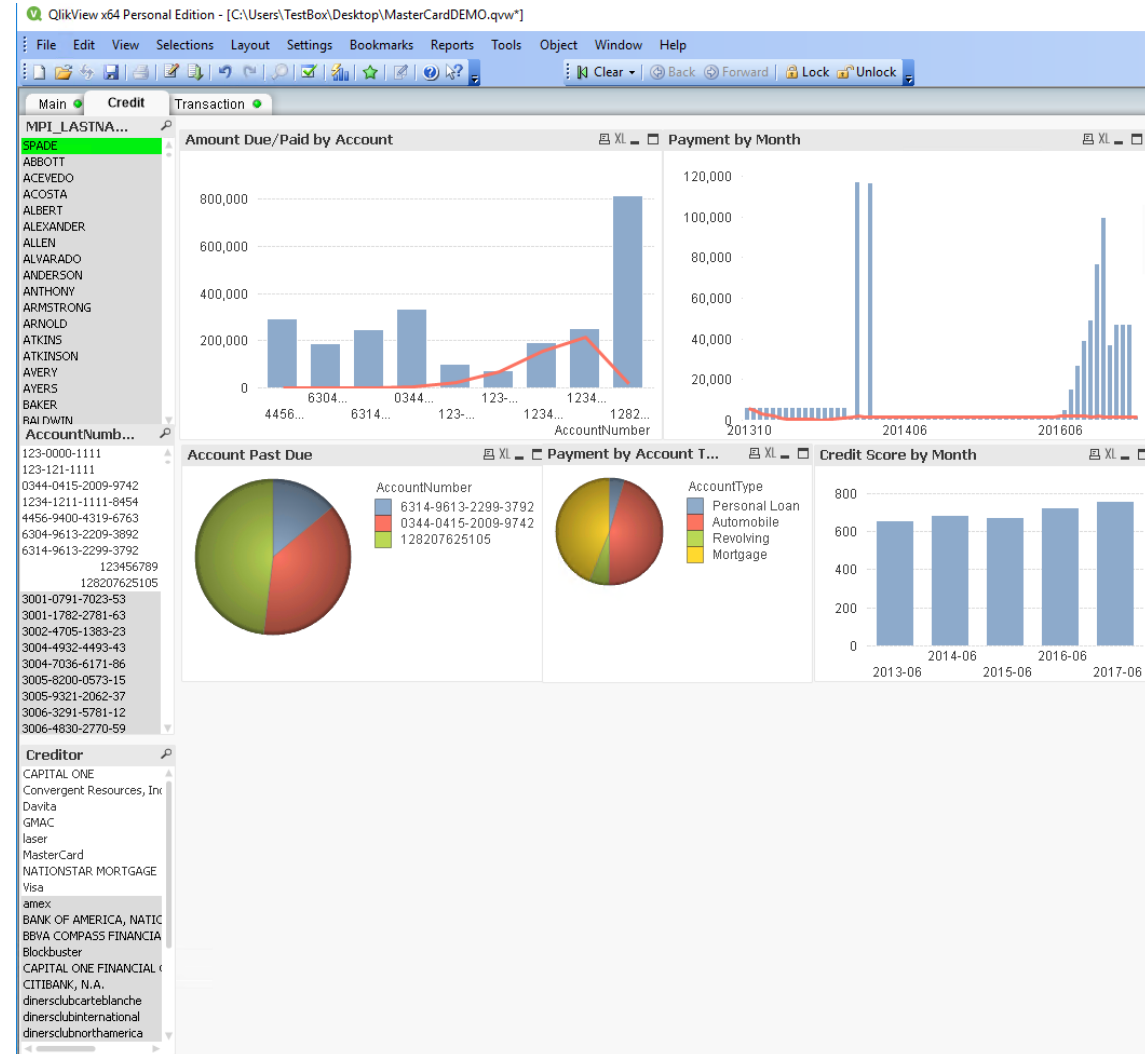 QlikView x64 Personal Edition - [C:\Users\TestBox\Desktop\MasterCardDEMO.qvw*]
File Edit View Selections Layout Settings Bookmarks Reports Tools Object Window Help
Clear Back Forward Lock Unlock
Main Credit Transaction
MPI_LASTNA...
SPADE
ABBOTT
ACEVEDO
ACOSTA
ALBERT
ALEXANDER
ALLEN
ALVARADO
ANDERSON
ANTHONY
ARMSTRONG
ARNOLD
ATKINS
ATKINSON
AVERY
AYERS
BAKER
BALDWIN
AccountNumb...
123-0000-1111
123-121-1111
0344-0415-2009-9742
1234-1211-1111-8454
4456-9400-4319-6763
6304-9613-2209-3892
6314-9613-2299-3792
123456789
128207625105
3001-0791-7023-53
3001-1782-2781-63
3002-4705-1383-23
3004-4932-4493-43
3004-7036-6171-86
3005-8200-0573-15
3005-9321-2062-37
3006-3291-5781-12
3006-4830-2770-59
Creditor
CAPITAL ONE
Convergent Resources, Inc
Davita
GMAC
laser
MasterCard
NATIONSTAR MORTGAGE
Visa
amex
BANK OF AMERICA, NATIC
BBVA COMPASS FINANCIA
Blockbuster
CAPITAL ONE FINANCIAL
CITIBANK, N.A.
dinersclubcarteblanche
dinersclubinternational
dinersclubnorthamerica
Amount Due/Paid by Account XL
800,000
600,000
400,000
200,000
0
6304... 0344... 123-... 1234...
4456... 6314... 123-... 1234... 1282...
AccountNumber
Payment by Month XL
120,000
100,000
80,000
60,000
40,000
20,000
0
201310 201406 201606
Account Past Due XL
AccountNumber
6314-9613-2299-3792
0344-0415-2009-9742
128207625105
Payment by Account T... XL
AccountType
Personal Loan
Automobile
Revolving
Mortgage
Credit Score by Month XL
800
600
400
200
0
2014-06 2016-06
2013-06 2015-06 2017-06